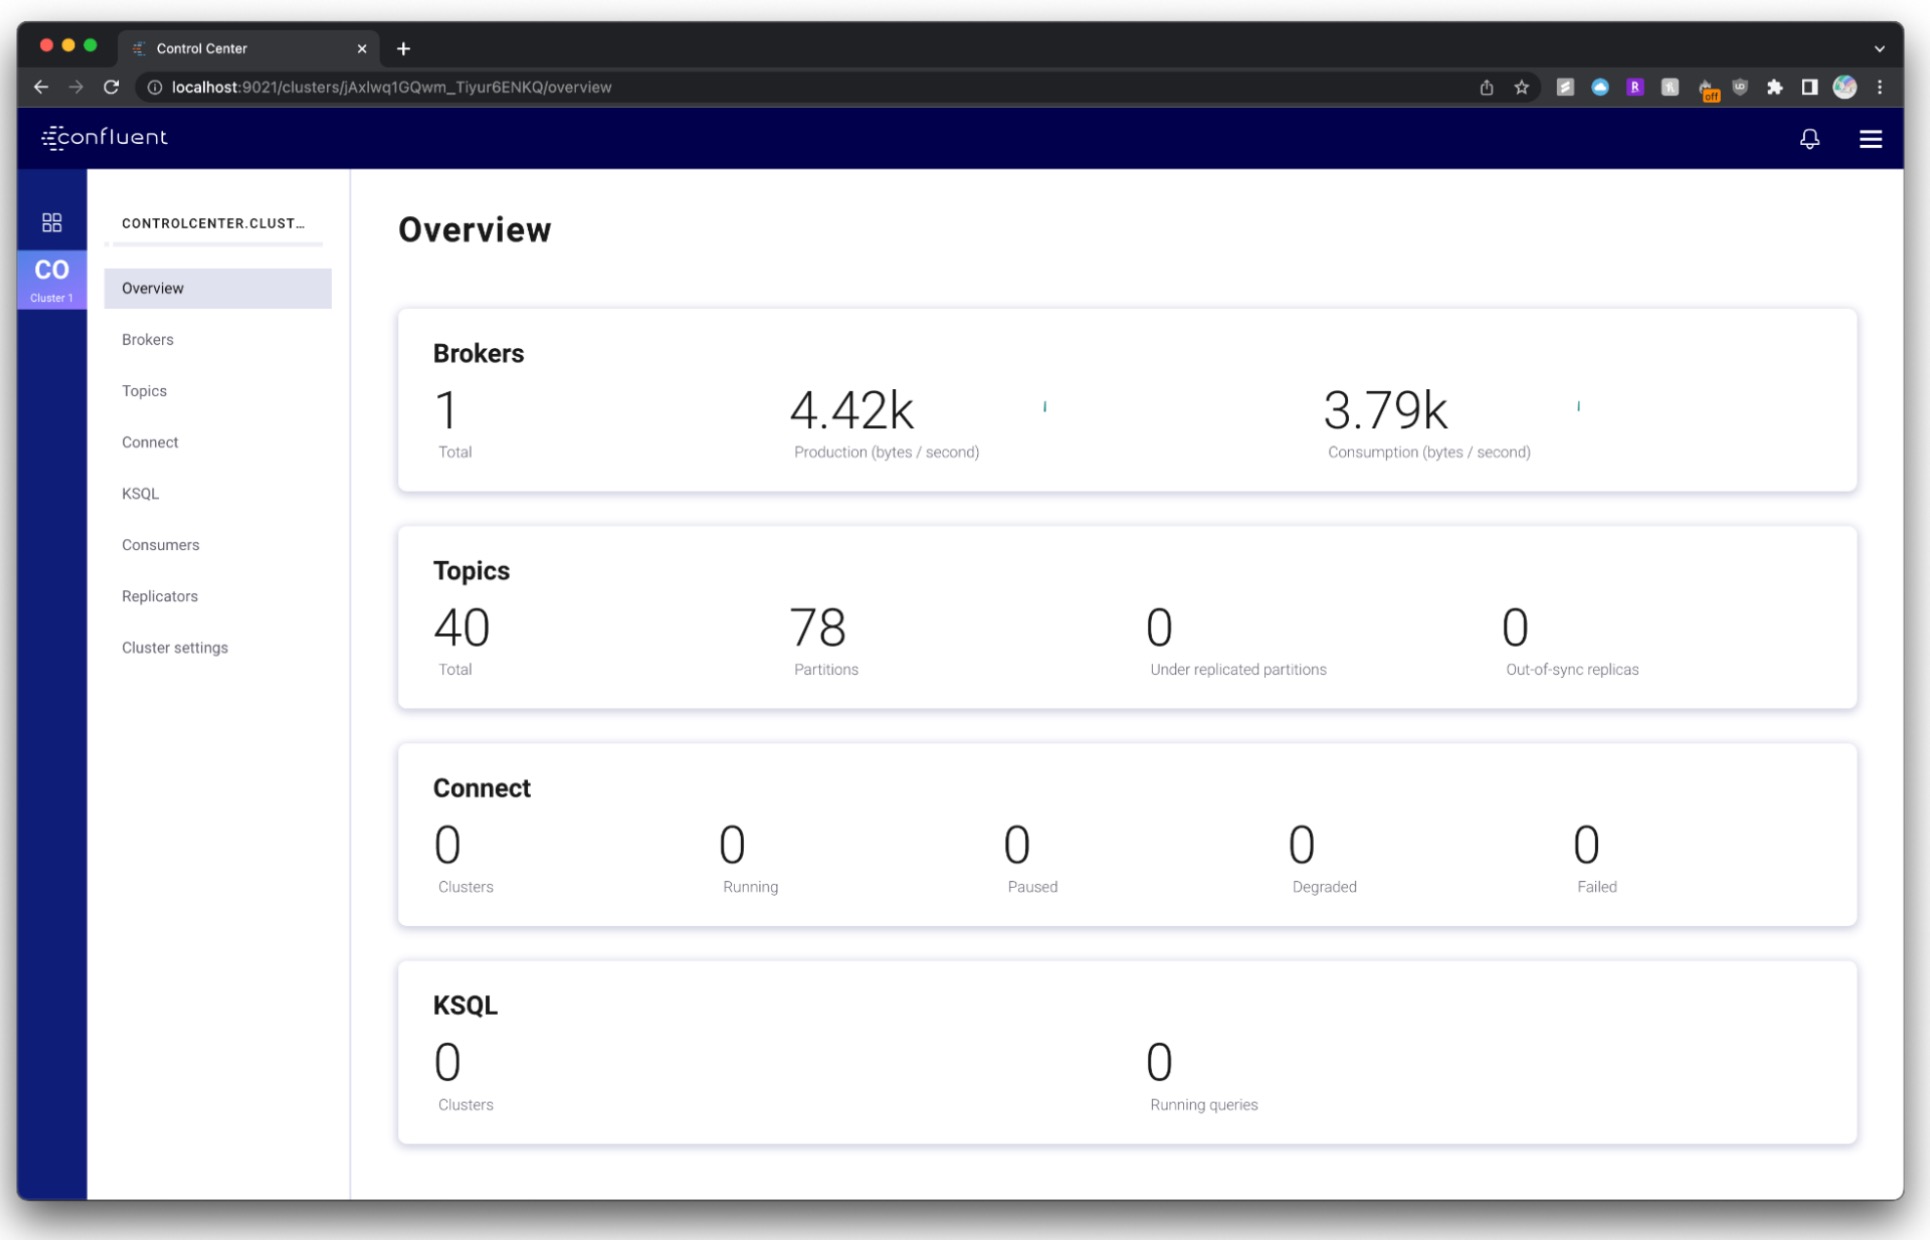 Control Center
localhost:9021/clusters/jAxlwq1GQwm_Tiyur6ENKQ/overview
off
confluent
CO
Cluster 1
CONTROLCENTER.CLUST...
Overview
Brokers
Topics
Connect
KSQL
Consumers
Replicators
Cluster settings
Overview
Brokers
1 4.42k 3.79k
Total Production (bytes / second) Consumption (bytes / second)
Topics
40 78 0 0
Total Partitions Under replicated partitions Out-of-sync replicas
Connect
0 0 0 0 0
Clusters Running Paused Degraded Failed
KSQL
0 0
Clusters Running queries